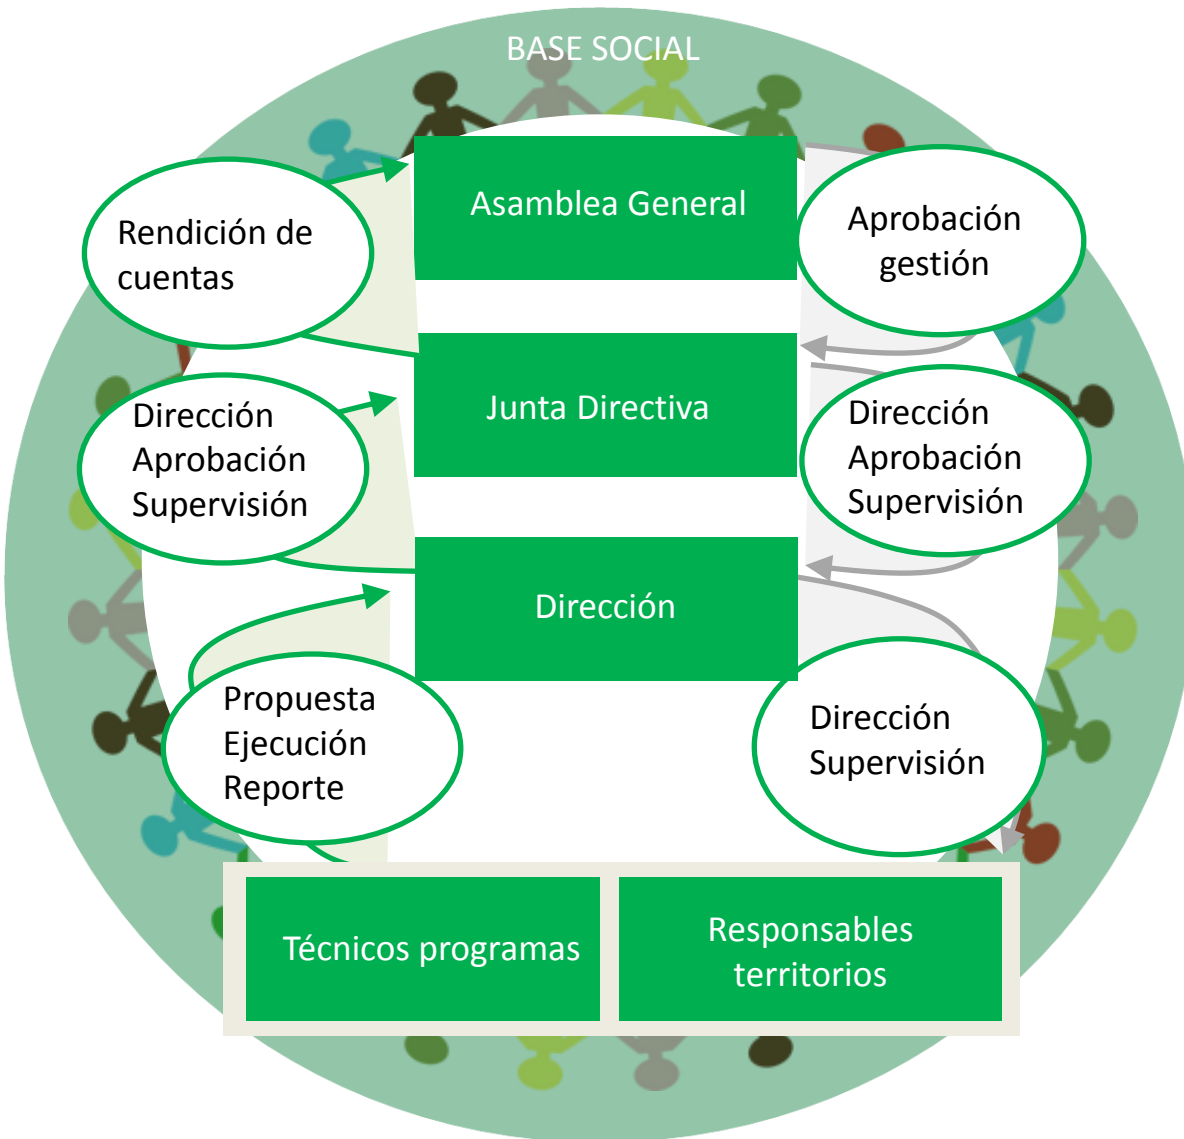 BASE SOCIAL
Asamblea General
Rendición de
cuentas
Aprobación
gestión
Junta Directiva
Dirección
Aprobación
Supervisión
Dirección
Aprobación
Supervisión
Dirección
Propuesta
Ejecución
Reporte
Dirección
Supervisión
Técnicos programas
Responsables
territorios